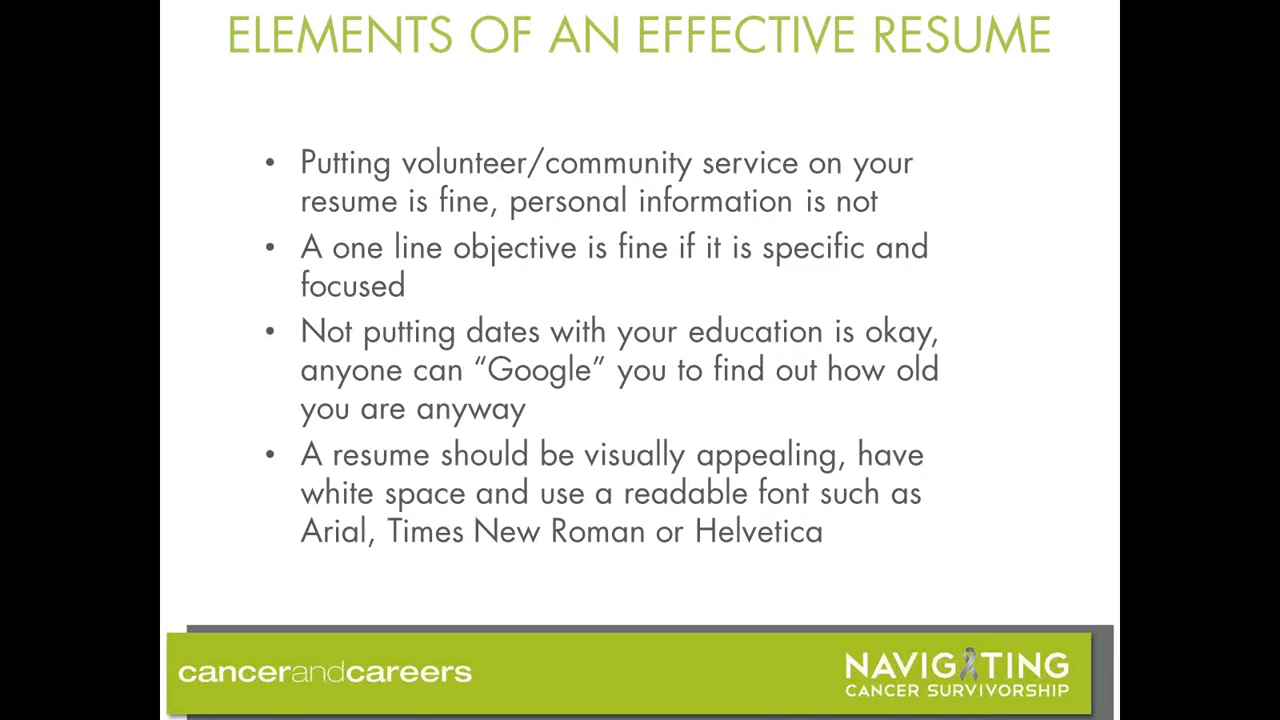 ELEMENTS OF AN EFFECTIVE RESUME
• Putting volunteer/community service on your
resume is fine, personal information is not
• A one line objective is fine if it is specific and
focused
• Not putting dates with your education is okay,
anyone can “Google” you to find out how old
you are anyway
• A resume should be visually appealing, have
white space and use a readable font such as
Arial, Times New Roman or Helvetica
cancerandcareers
NAVIGATING
CANCER SURVIVORSHIP